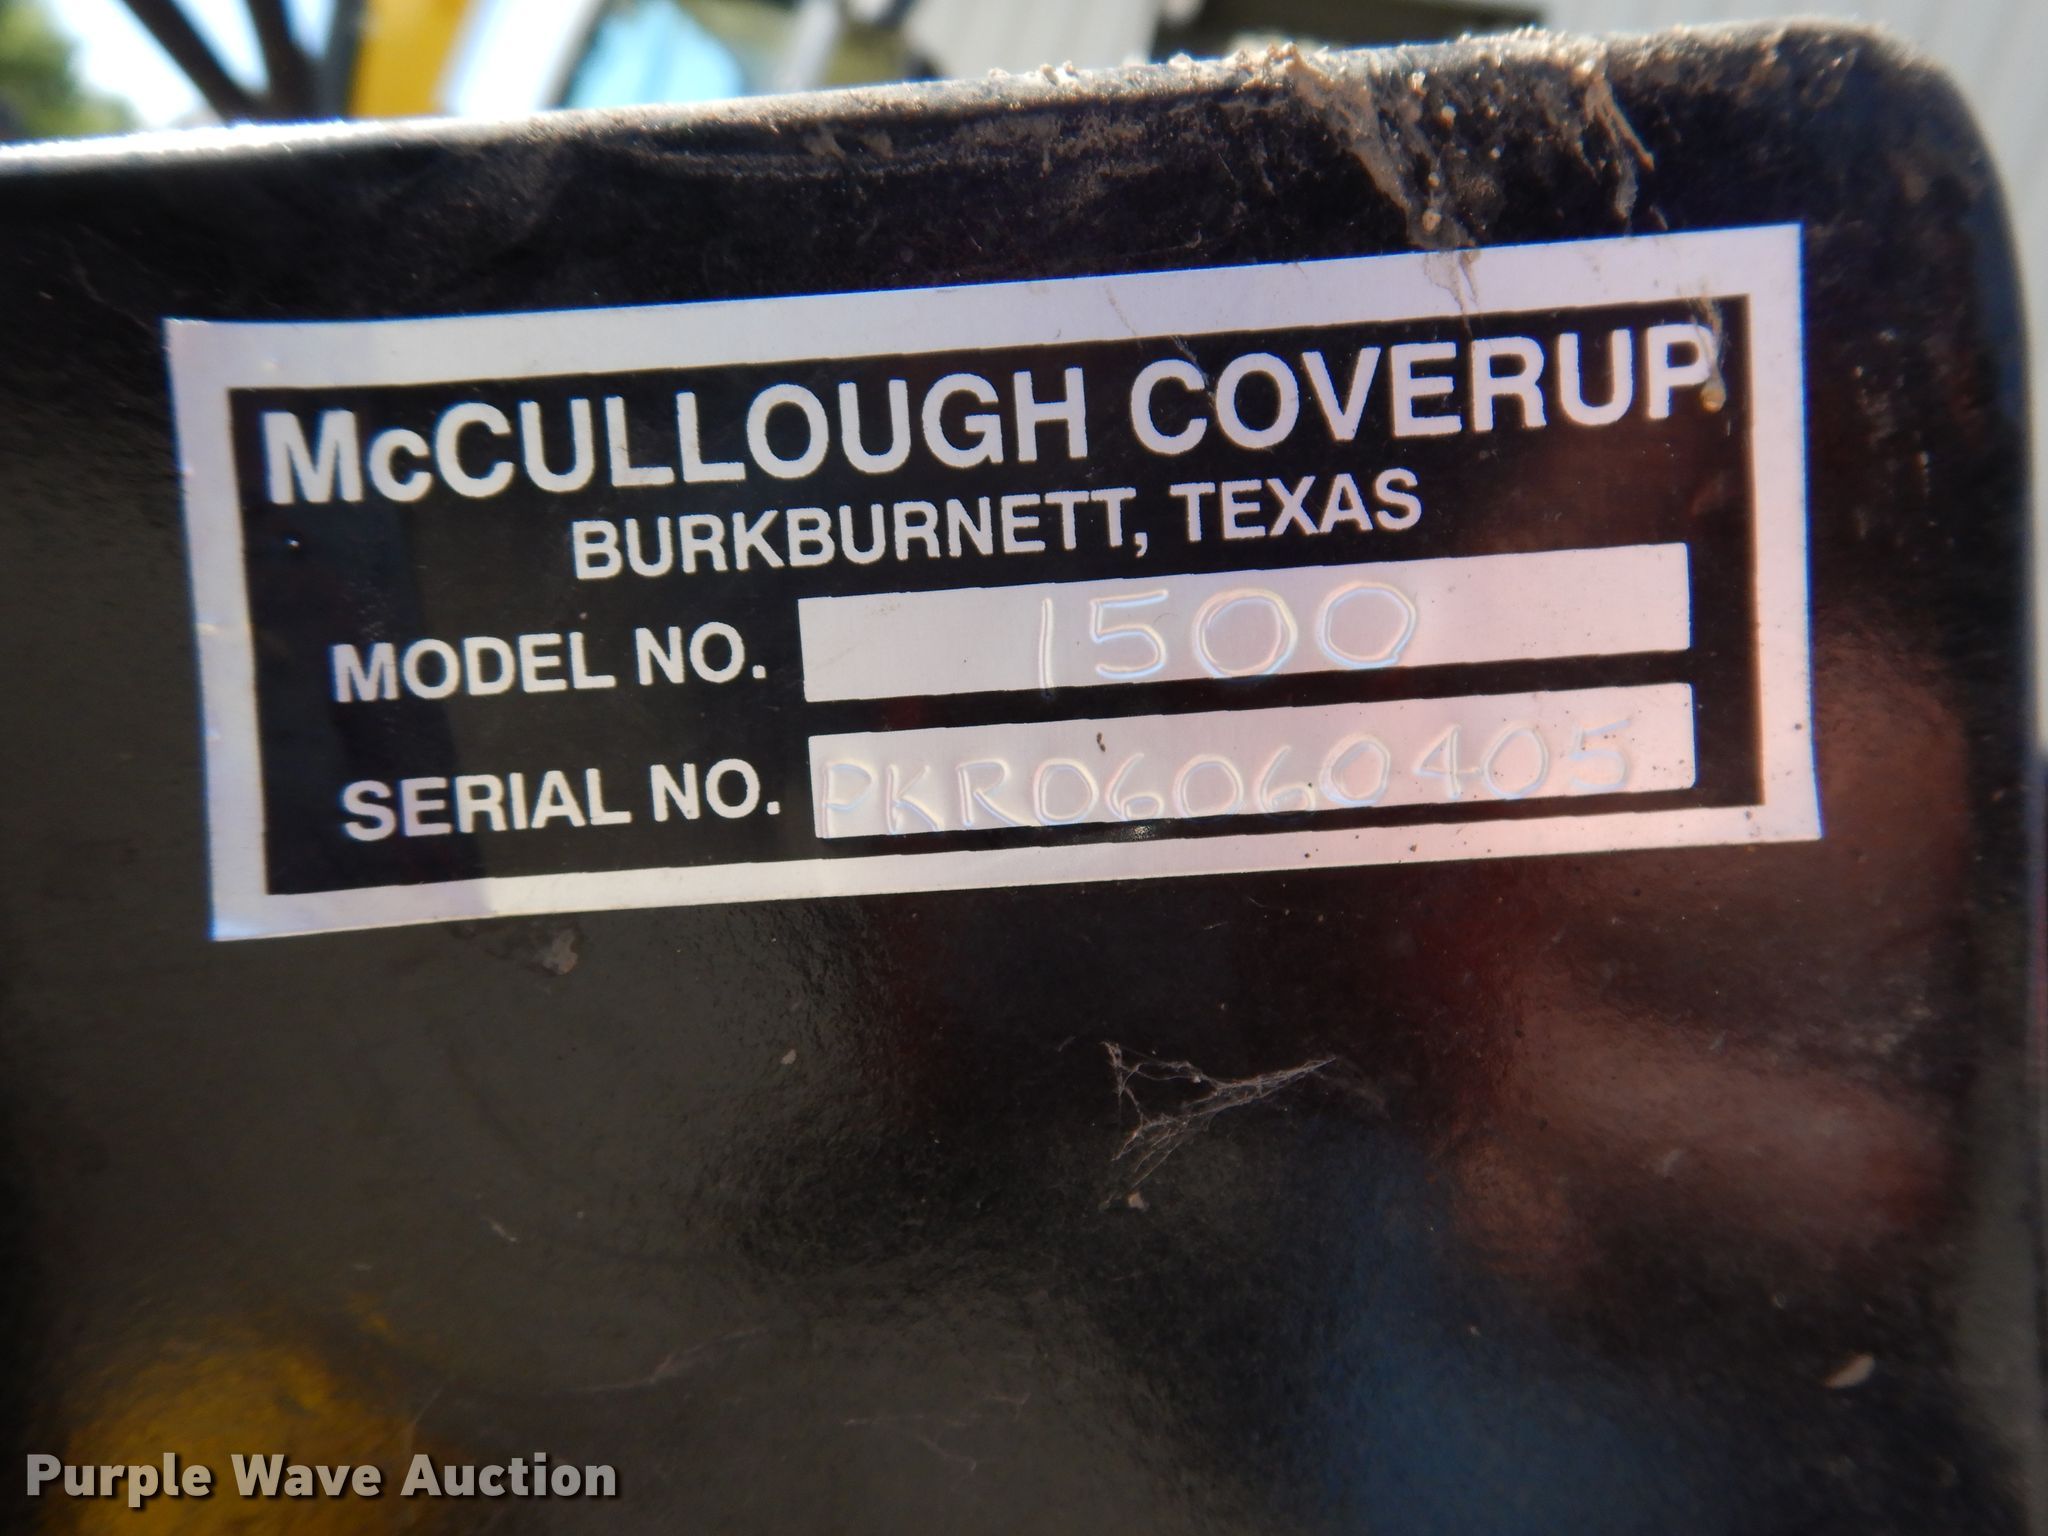 McCULLOUGH COVERUP
BURKBURNETT, TEXAS
MODEL NO. 1500
SERIAL NO. PKR06060405
Purple Wave Auction